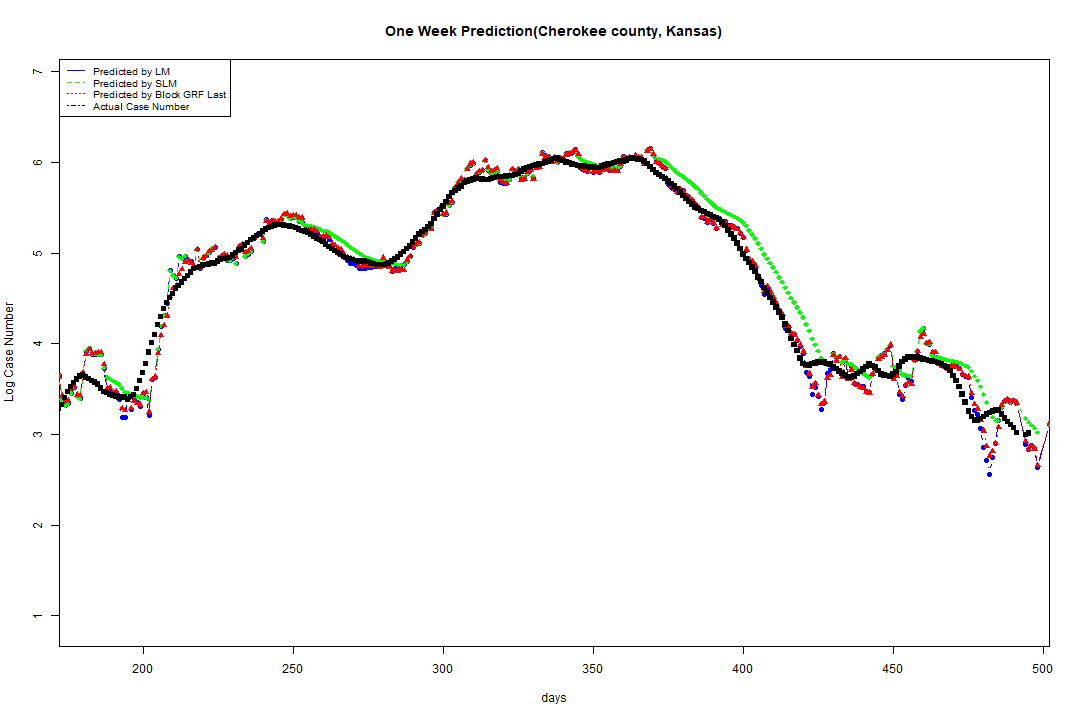 One Week Prediction(Cherokee county, Kansas)
Predicted by LM
Predicted by SLM
Predicted by Block GRF Last
Actual Case Number
7
6
5
4
3
2
1
Log Case Number
200 250 300 350 400 450 500
days